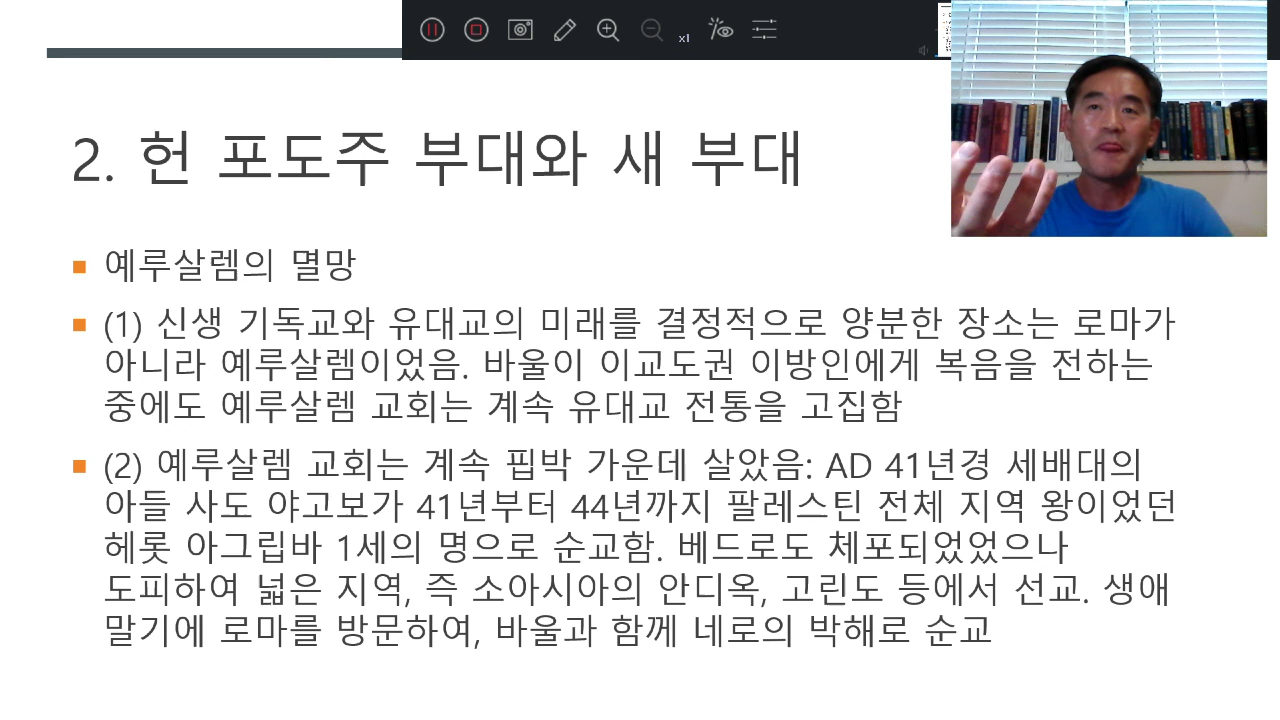 x1
2. 헌 포도주 부대와 새 부대
예루살렘의 멸망
(1) 신생 기독교와 유대교의 미래를 결정적으로 양분한 장소는 로마가
아니라 예루살렘이었음. 바울이 이교도권 이방인에게 복음을 전하는
중에도 예루살렘 교회는 계속 유대교 전통을 고집함
(2) 예루살렘 교회는 계속 핍박 가운데 살았음: AD 41년경 세배대의
아들 사도 야고보가 41년부터 44년까지 팔레스틴 전체 지역 왕이었던
헤롯 아그립바 1세의 명으로 순교함. 베드로도 체포되었었으나
도피하여 넓은 지역, 즉 소아시아의 안디옥, 고린도 등에서 선교. 생애
말기에 로마를 방문하여, 바울과 함께 네로의 박해로 순교